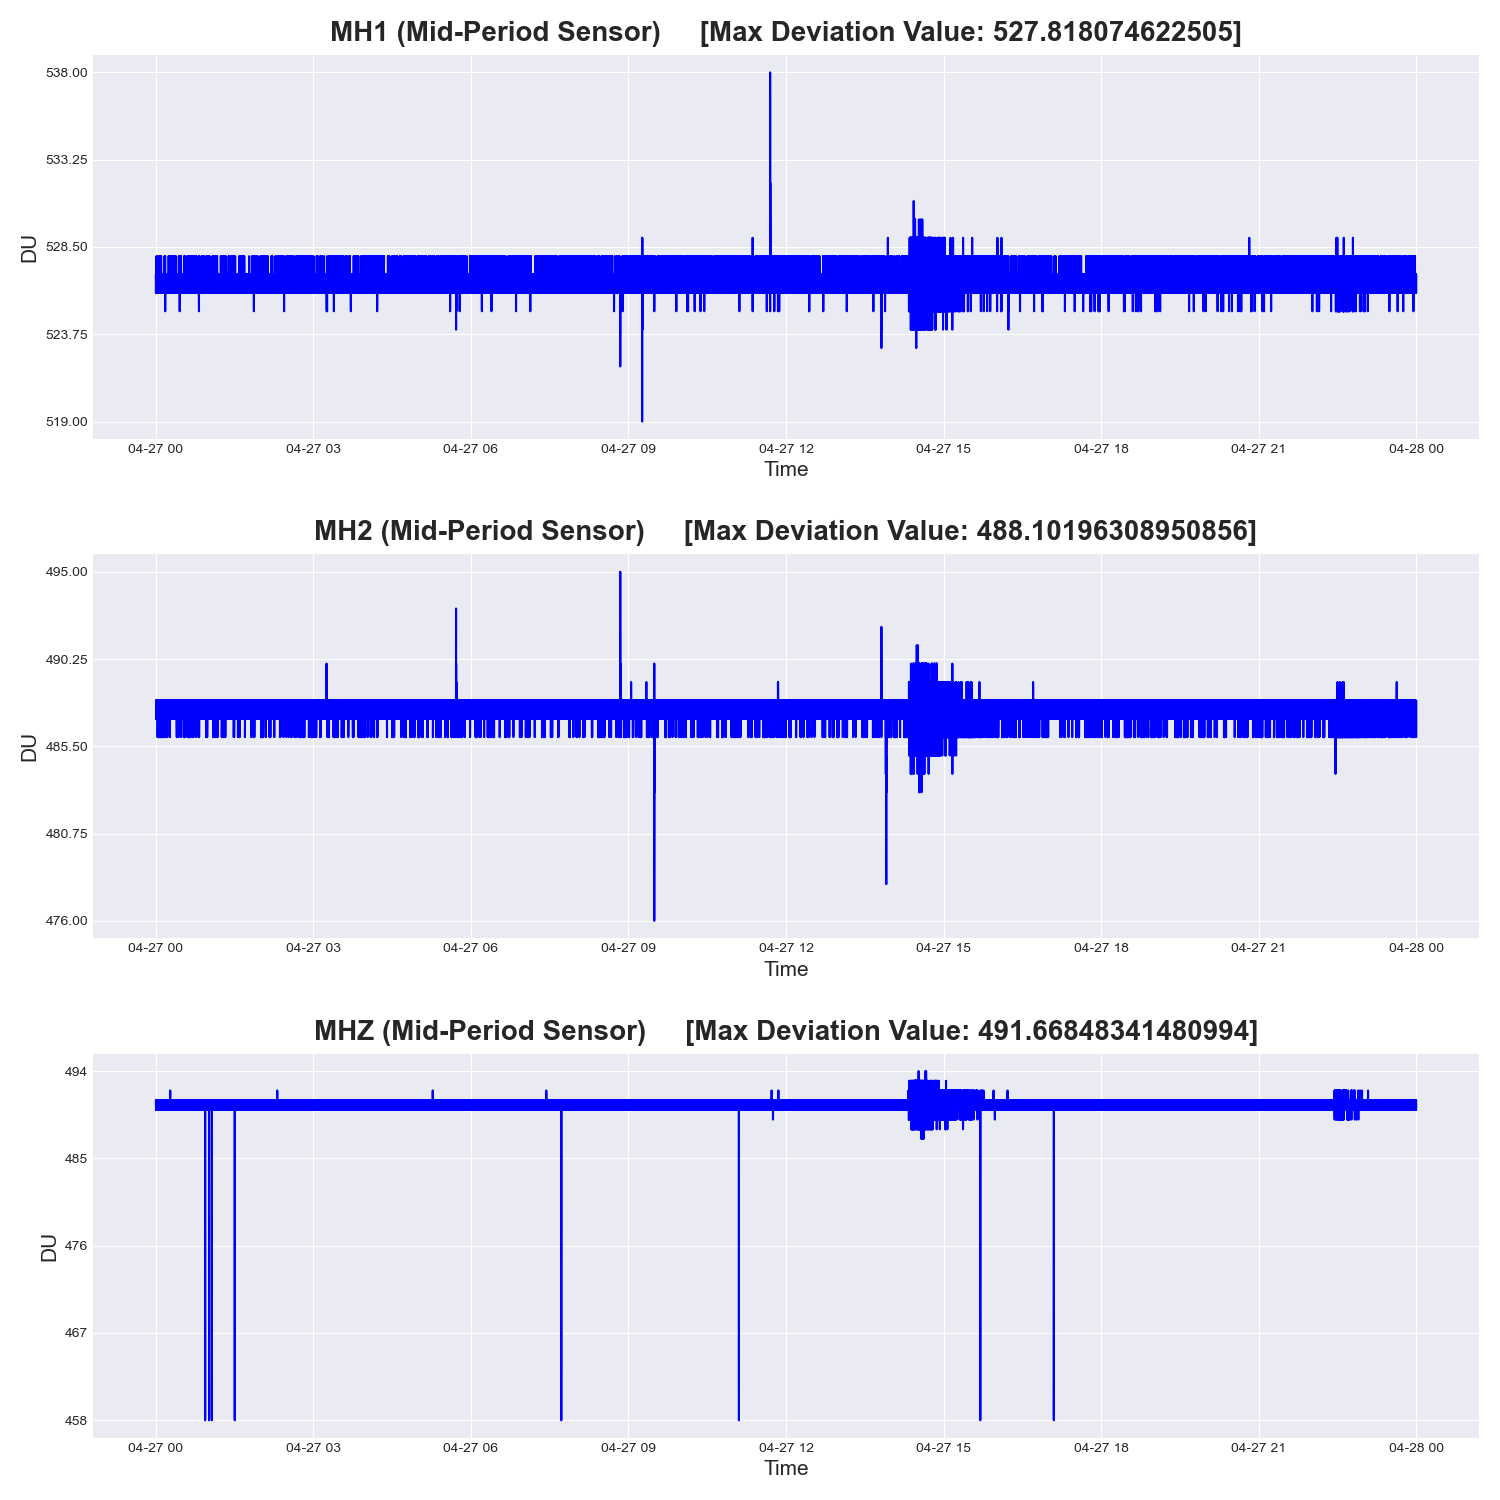 MH1 (Mid-Period Sensor) [Max Deviation Value: 527.818074622505]
538.00
533.25
528.50
523.75
519.00
DU
04-27 00 04-27 03 04-27 06 04-27 09 04-27 12 04-27 15 04-27 18 04-27 21 04-28 00
Time
MH2 (Mid-Period Sensor) [Max Deviation Value: 488.10196308950856]
495.00
490.25
485.50
480.75
476.00
DU
04-27 00 04-27 03 04-27 06 04-27 09 04-27 12 04-27 15 04-27 18 04-27 21 04-28 00
Time
MHZ (Mid-Period Sensor) [Max Deviation Value: 491.66848341480994]
494
485
476
467
458
DU
04-27 00 04-27 03 04-27 06 04-27 09 04-27 12 04-27 15 04-27 18 04-27 21 04-28 00
Time